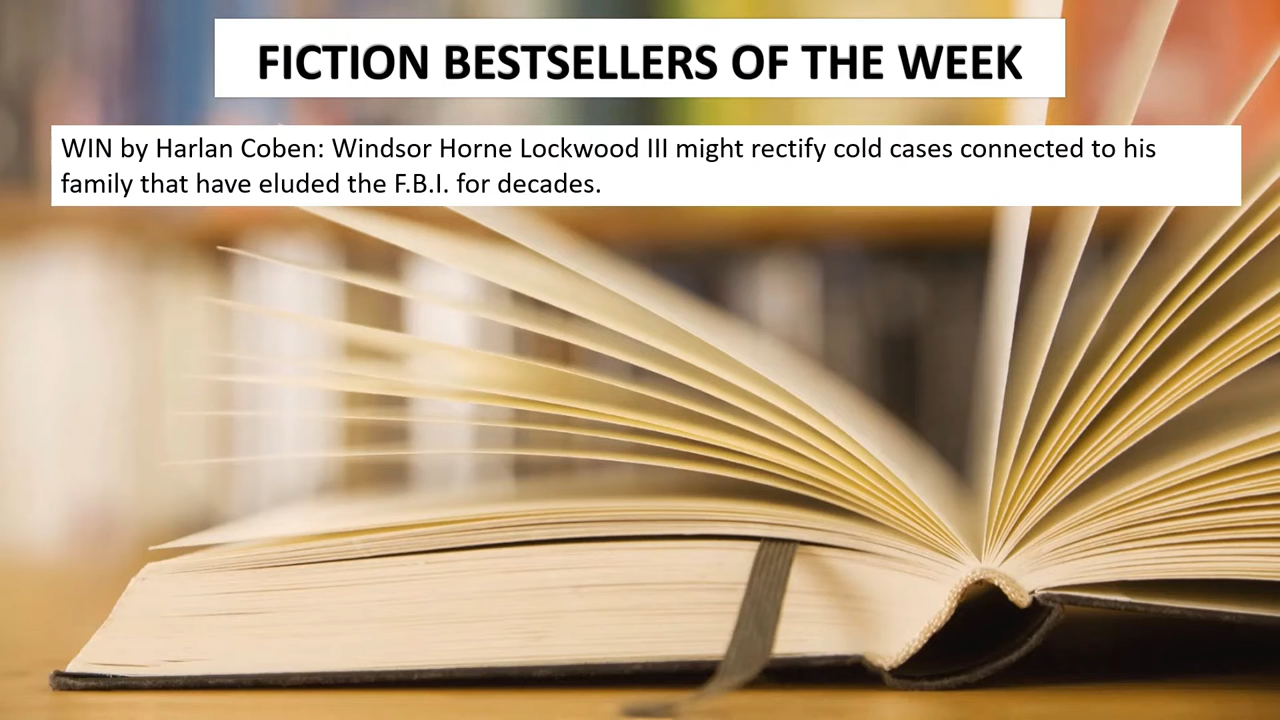 FICTION BESTSELLERS OF THE WEEK
WIN by Harlan Coben: Windsor Horne Lockwood III might rectify cold cases connected to his
family that have eluded the F.B.I. for decades.